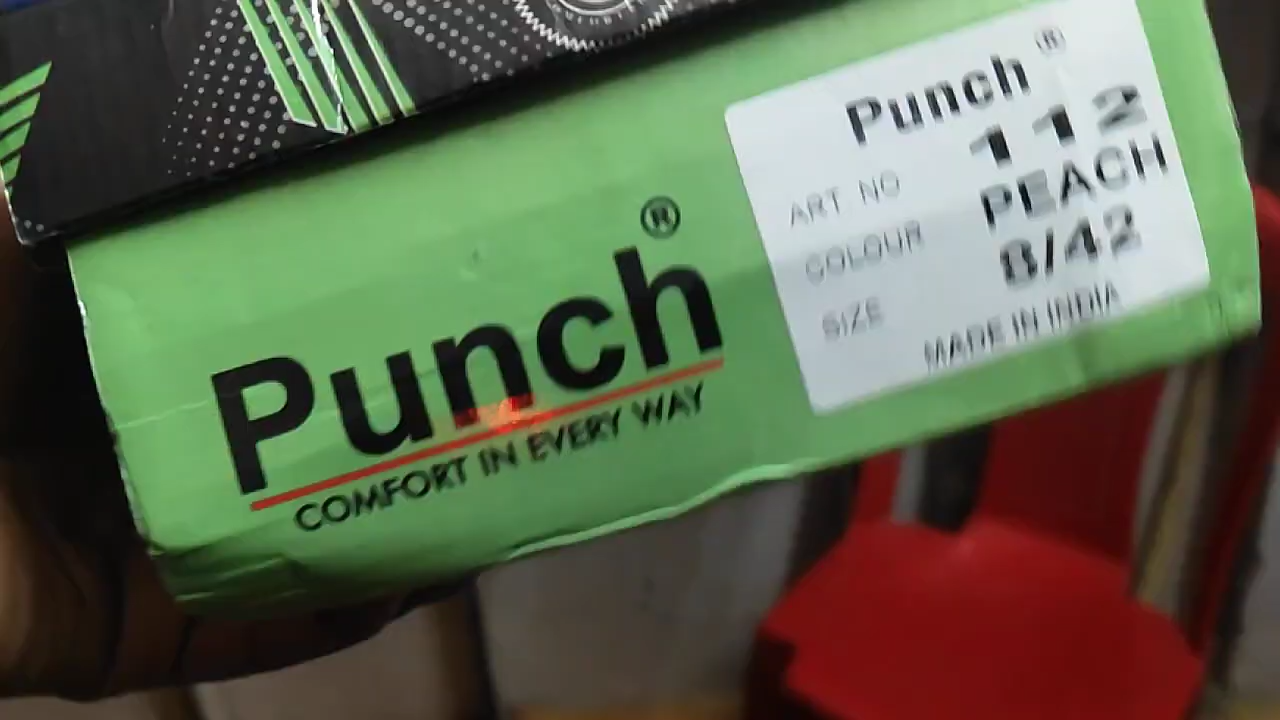 Punch®
COMFORT IN EVERY WAY
Punch®
ART NO 112
COLOUR PEACH
SIZE 8/42
MADE IN INDIA